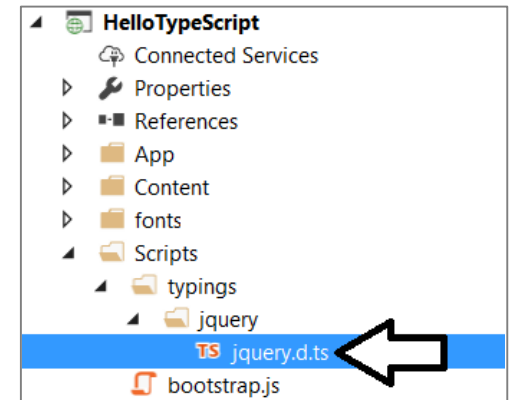 HelloTypeScript
Connected Services
Properties
References
App
Content
fonts
Scripts
typings
jquery
TS jquery.d.ts
bootstrap.js